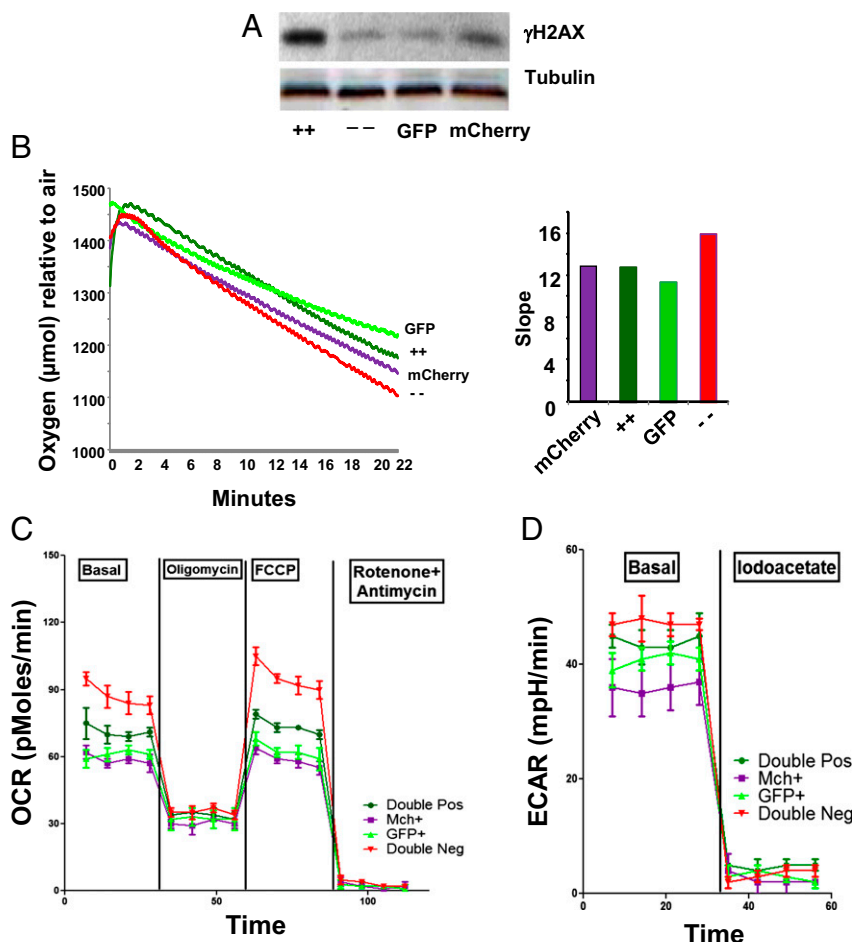 A
γH2AX
Tubulin
++ -- GFP mCherry
B
Oxygen (µmol) relative to air
1500
1400
1300
1200
1100
1000
0 2 4 6 8 10 12 14 16 18 20 22
Minutes
GFP
++
mCherry
--
Slope
16
12
8
4
0
mCherry
++
GFP
--
C
OCR (pMoles/min)
150
120
90
60
30
0
Basal
Oligomycin
FCCP
Rotenone+
Antimycin
Double Pos
Mch+
GFP+
Double Neg
0 50 100
Time
D
ECAR (mpH/min)
60
40
20
0
Basal
Iodoacetate
Double Pos
Mch+
GFP+
Double Neg
0 20 40 60
Time